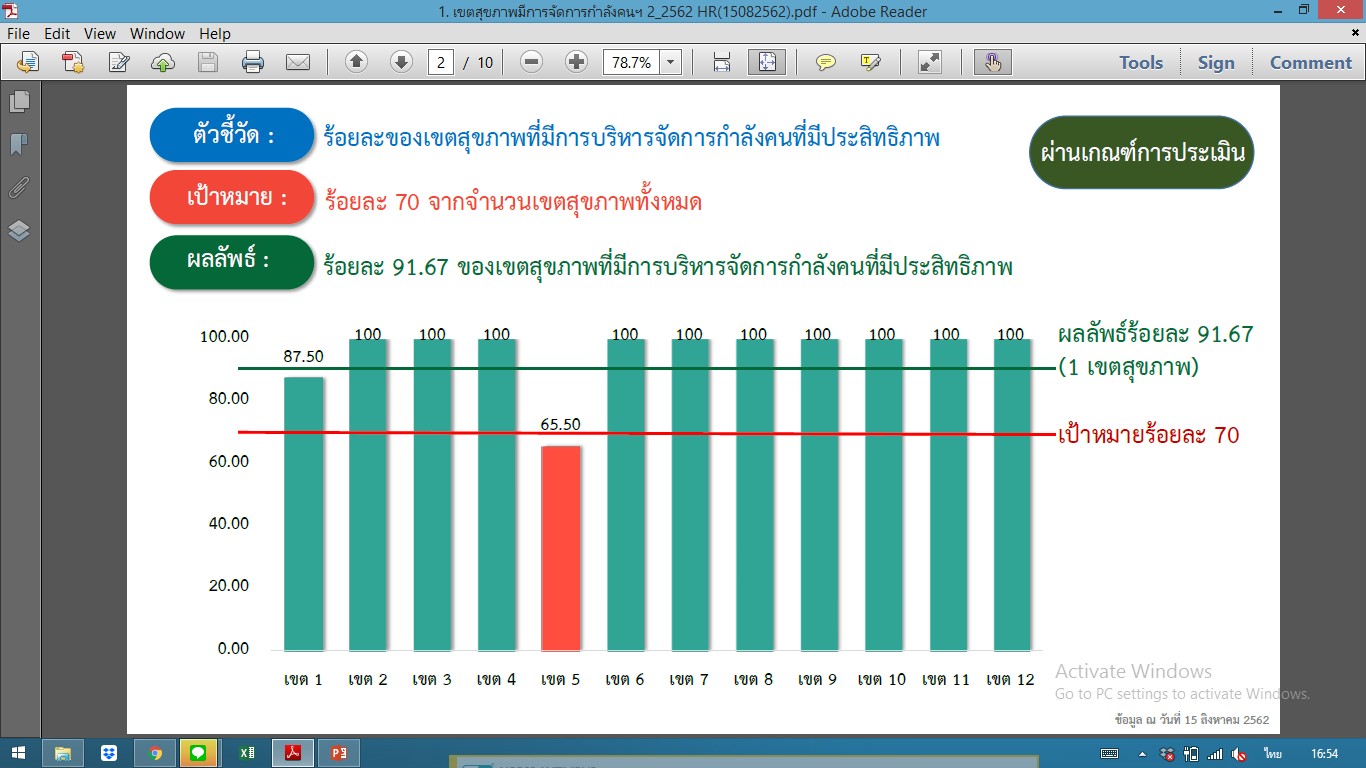 1. เขตสุขภาพมีการจัดการกำลังคนฯ 2_2562 HR(15082562).pdf - Adobe Reader
File Edit View Window Help
2 / 10 78.7% Tools Sign Comment
ตัวชี้วัด : ร้อยละของเขตสุขภาพที่มีการบริหารจัดการกำลังคนที่มีประสิทธิภาพ
ผ่านเกณฑ์การประเมิน
เป้าหมาย : ร้อยละ 70 จากจำนวนเขตสุขภาพทั้งหมด
ผลลัพธ์ : ร้อยละ 91.67 ของเขตสุขภาพที่มีการบริหารจัดการกำลังคนที่มีประสิทธิภาพ
100.00
80.00
60.00
40.00
20.00
0.00
87.50 100 100 100 65.50 100 100 100 100 100 100 100
ผลลัพธ์ร้อยละ 91.67
(1 เขตสุขภาพ)
เป้าหมายร้อยละ 70
เขต 1 เขต 2 เขต 3 เขต 4 เขต 5 เขต 6 เขต 7 เขต 8 เขต 9 เขต 10 เขต 11 เขต 12
Activate Windows
Go to PC settings to activate Windows.
ข้อมูล ณ วันที่ 15 สิงหาคม 2562
ไทย 16:54